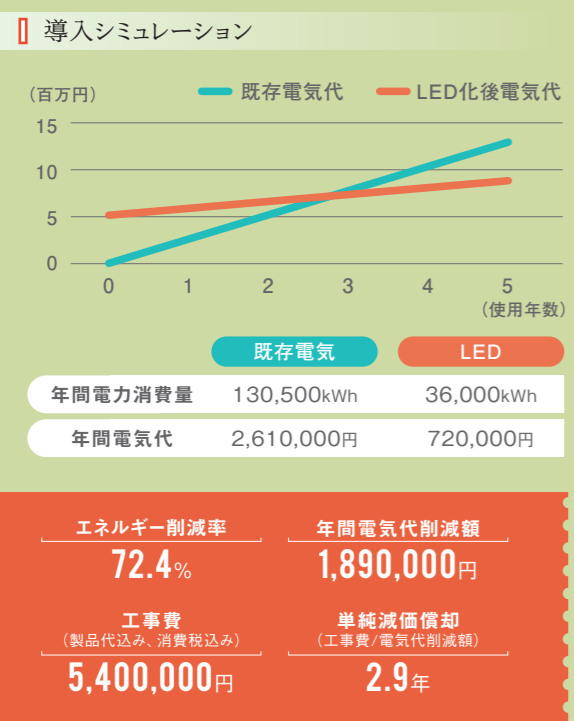 導入シミュレーション
（百万円）
既存電気代 LED化後電気代
15
10
5
0
0 1 2 3 4 5
（使用年数）
既存電気 LED
年間電力消費量 130,500kWh 36,000kWh
年間電気代 2,610,000円 720,000円
エネルギー削減率
72.4%
年間電気代削減額
1,890,000円
工事費
（製品代込み、消費税込み）
5,400,000円
単純減価償却
（工事費/電気代削減額）
2.9年